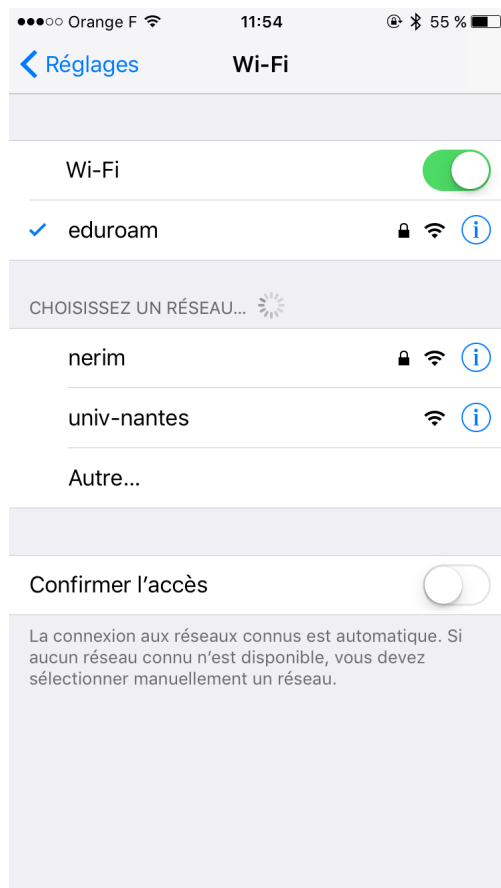 Orange F 11:54 55 %
Réglages Wi-Fi
Wi-Fi
eduroam
CHOISISSEZ UN RÉSEAU...
nerim
univ-nantes
Autre...
Confirmer l’accès
La connexion aux réseaux connus est automatique. Si
aucun réseau connu n’est disponible, vous devez
sélectionner manuellement un réseau.